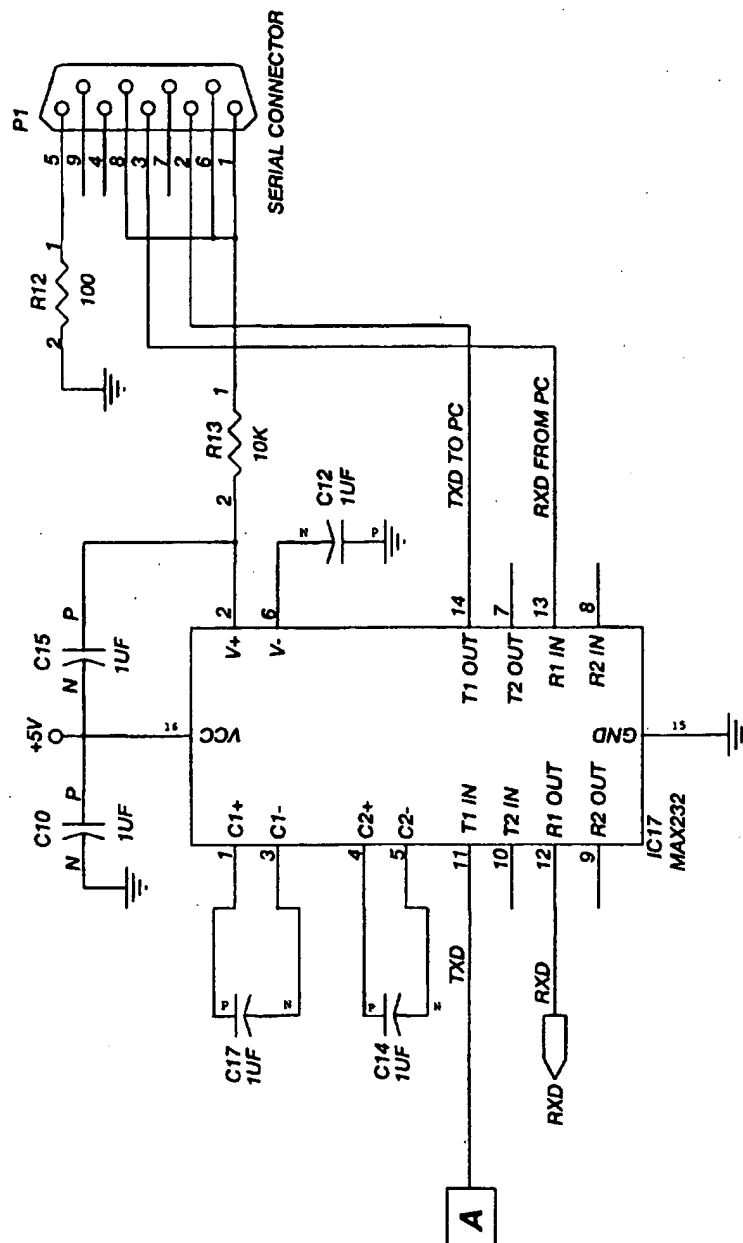 P1
5
9
4
8
3
7
2
6
1
SERIAL CONNECTOR
1
R12
100
2
1
R13
10K
2
C12
1UF
N
P
TXD TO PC
RXD FROM PC
P
C15
1UF
N
+5V
P
C10
1UF
N
16
VCC
2
V+
6
V-
14
T1 OUT
7
T2 OUT
13
R1 IN
8
R2 IN
GND
15
C1+
1
C1-
3
C2+
4
C2-
5
T1 IN
11
T2 IN
10
R1 OUT
12
R2 OUT
9
IC17
MAX232
P
N
C17
1UF
P
N
C14
1UF
TXD
RXD
RXD
A